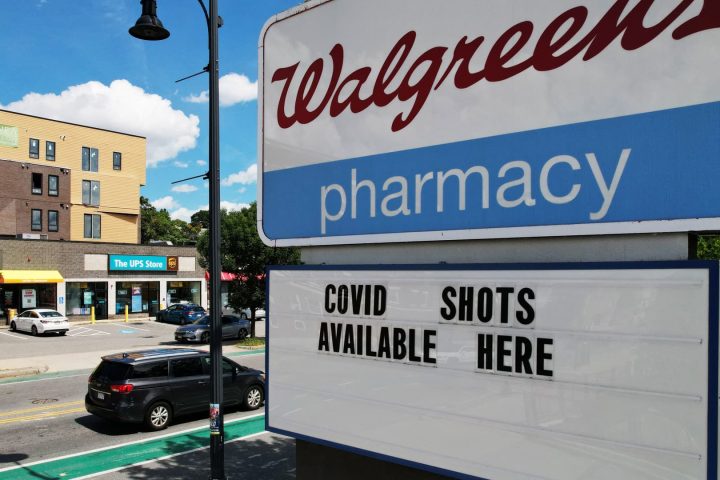 Walgreens
pharmacy
COVID SHOTS
AVAILABLE HERE
The UPS Store